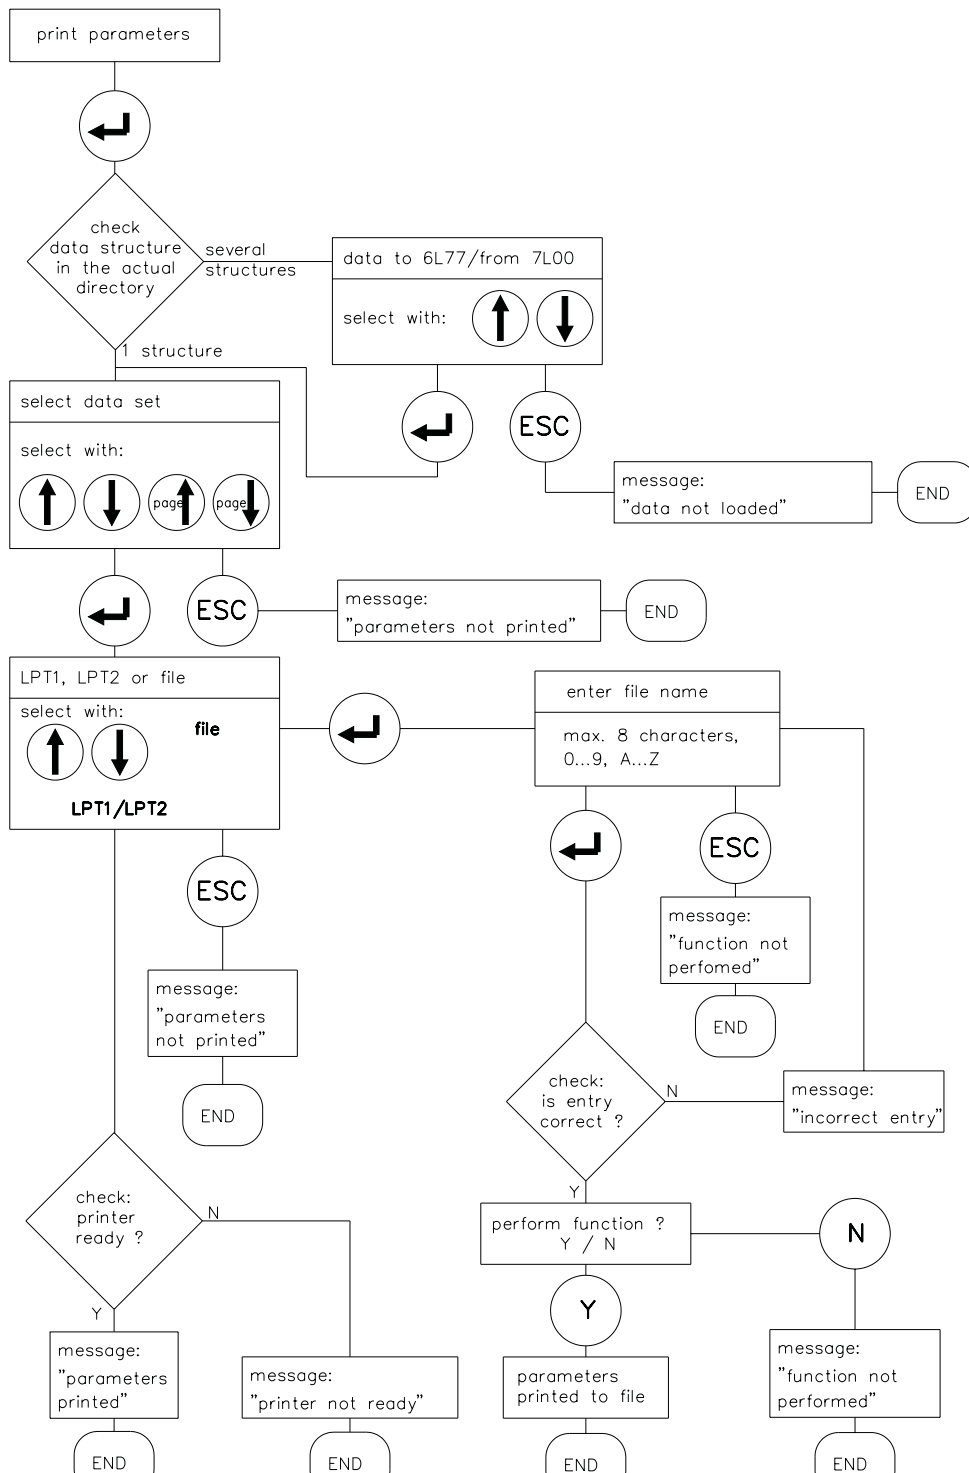 print parameters
check
data structure
in the actual
directory
several
structures
data to 6L77/from 7L00
select with:
1 structure
select data set
select with:
page
page
ESC
message:
"data not loaded"
END
ESC
message:
"parameters not printed"
END
LPT1, LPT2 or file
select with:
file
LPT1/LPT2
enter file name
max. 8 characters,
0...9, A...Z
ESC
message:
"function not
perfomed"
END
ESC
message:
"parameters
not printed"
END
check:
is entry
correct ?
N
message:
"incorrect entry"
Y
check:
printer
ready ?
N
Y
perform function ?
Y / N
N
Y
message:
"parameters
printed"
END
message:
"printer not ready"
END
parameters
printed to file
END
message:
"function not
performed"
END